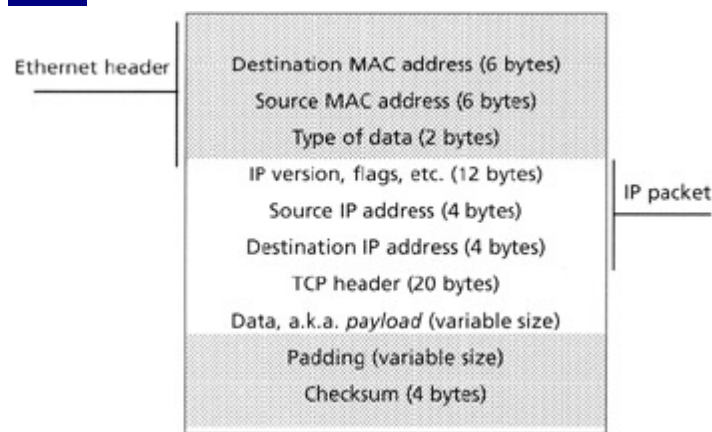 Ethernet header
Destination MAC address (6 bytes)
Source MAC address (6 bytes)
Type of data (2 bytes)
IP version, flags, etc. (12 bytes)
IP packet
Source IP address (4 bytes)
Destination IP address (4 bytes)
TCP header (20 bytes)
Data, a.k.a. payload (variable size)
Padding (variable size)
Checksum (4 bytes)